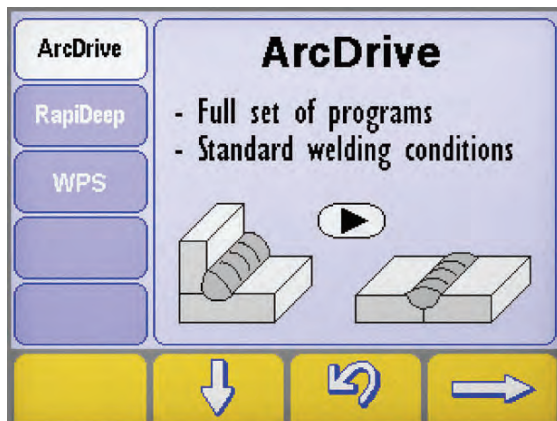 ArcDrive
RapiDeep
WPS
ArcDrive
- Full set of programs
- Standard welding conditions